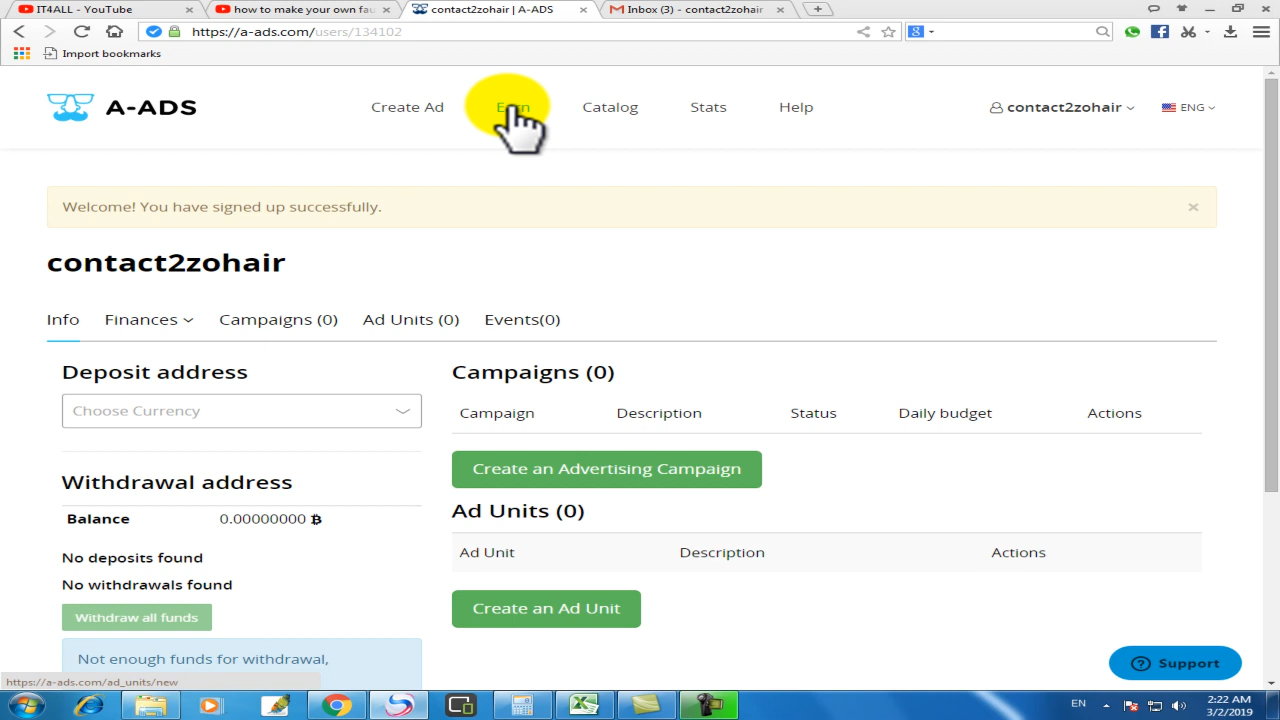 IT4ALL - YouTube
how to make your own fau
contact2zohair | A-ADS
Inbox (3) - contact2zohair
https://a-ads.com/users/134102
Import bookmarks
A-ADS
Create Ad
Catalog
Stats
Help
contact2zohair
ENG
Welcome! You have signed up successfully.
contact2zohair
Info
Finances
Campaigns (0)
Ad Units (0)
Events(0)
Deposit address
Choose Currency
Withdrawal address
Balance 0.00000000
No deposits found
No withdrawals found
Withdraw all funds
Not enough funds for withdrawal,
Campaigns (0)
Campaign Description Status Daily budget Actions
Create an Advertising Campaign
Ad Units (0)
Ad Unit Description Actions
Create an Ad Unit
Support
https://a-ads.com/ad_units/new
EN
2:22 AM
3/2/2019